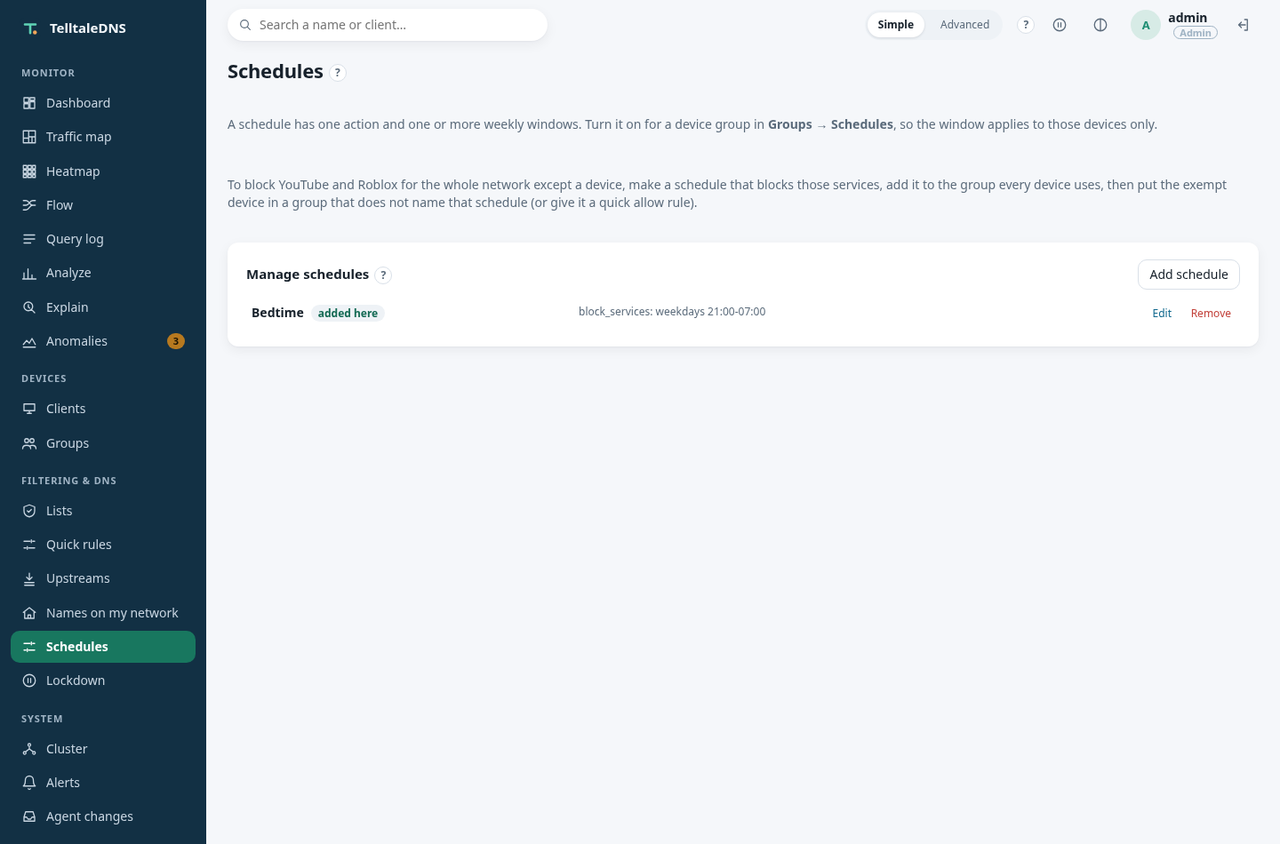 TelltaleDNS
Search a name or client...
Simple
Advanced
?
A
admin
Admin
MONITOR
Dashboard
Traffic map
Heatmap
Flow
Query log
Analyze
Explain
Anomalies 3
DEVICES
Clients
Groups
FILTERING & DNS
Lists
Quick rules
Upstreams
Names on my network
Schedules
Lockdown
SYSTEM
Cluster
Alerts
Agent changes
Schedules ?
A schedule has one action and one or more weekly windows. Turn it on for a device group in Groups → Schedules, so the window applies to those devices only.
To block YouTube and Roblox for the whole network except a device, make a schedule that blocks those services, add it to the group every device uses, then put the exempt
device in a group that does not name that schedule (or give it a quick allow rule).
Manage schedules ?
Add schedule
Bedtime added here block_services: weekdays 21:00-07:00 Edit Remove